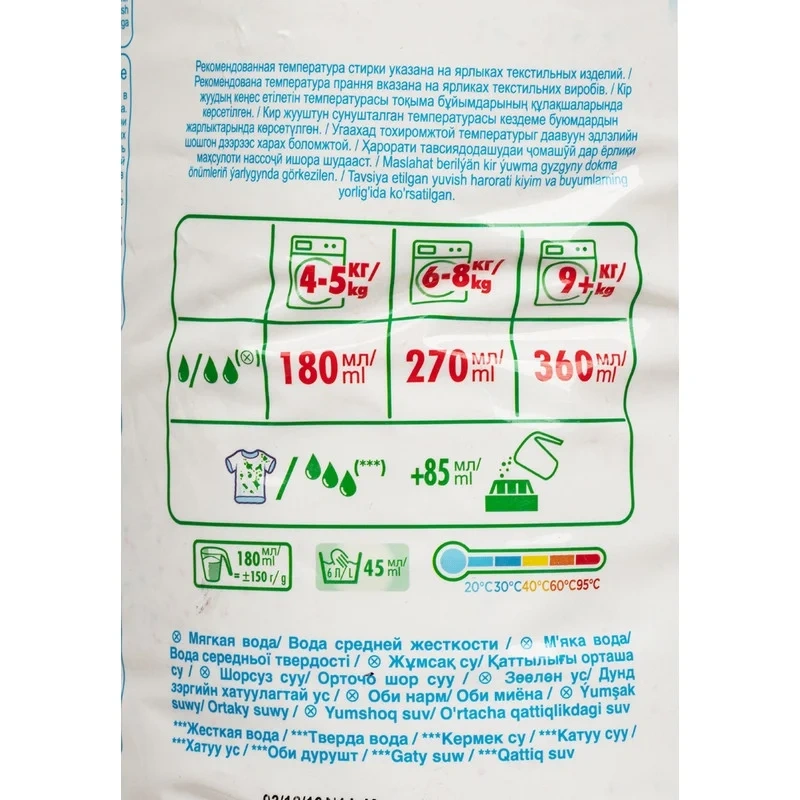 Рекомендованная температура стирки указана на ярлыках текстильных изделий. /
Рекомендована температура прання вказана на ярликах текстильних виробів. / Кір
жуудың кеңес етілетін температурасы тоқыма бұйымдарының құлақшаларында
көрсетілген. / Кир жууштун сунушталган температурасы кездеме буюмдардын
жарлыктарында көрсөтүлгөн. / Угаахад тохиромжтой температурыг даавуун эдлэлийн
шошгон дээрээс харах боломжтой. / Ҳарорати тавсиядодашудаи ҷомашӯӣ дар ёрлиқи
маҳсулоти нассоҷӣ ишора шудааст. / Maslahat berilýän kir ýuwma gyzgyny dokma
önümleriň ýarlygynda görkezilen. / Tavsiya etilgan yuvish harorati kiyim va buyumlarning
yorlig'ida ko'rsatilgan.
4-5 КГ/kg
6-8 КГ/kg
9+ КГ/kg
180 МЛ/ml
270 МЛ/ml
360 МЛ/ml
(***)
+85 МЛ/ml
180 МЛ/ml
= ±150 г/g
6 Л/L
45 МЛ/ml
20°C 30°C 40°C 60°C 95°C
⊗ Мягкая вода/ Вода средней жесткости / ⊗ М'яка вода/
Вода середньої твердості / ⊗ Жұмсақ су/ Қаттылығы орташа
су / ⊗ Шорсуз суу/ Орточо шор суу / ⊗ Зөөлөн ус/ Дунд
зэргийн хатуулагтай ус / ⊗ Оби нарм/ Оби миёна / ⊗ Ýumşak
suwy/ Ortaky suwy / ⊗ Yumshoq suv/ O'rtacha qattiqlikdagi suv
***Жесткая вода / ***Тверда вода / ***Кермек су / ***Катуу суу /
***Хатуу ус / ***Оби дурушт / ***Gaty suw / ***Qattiq suv